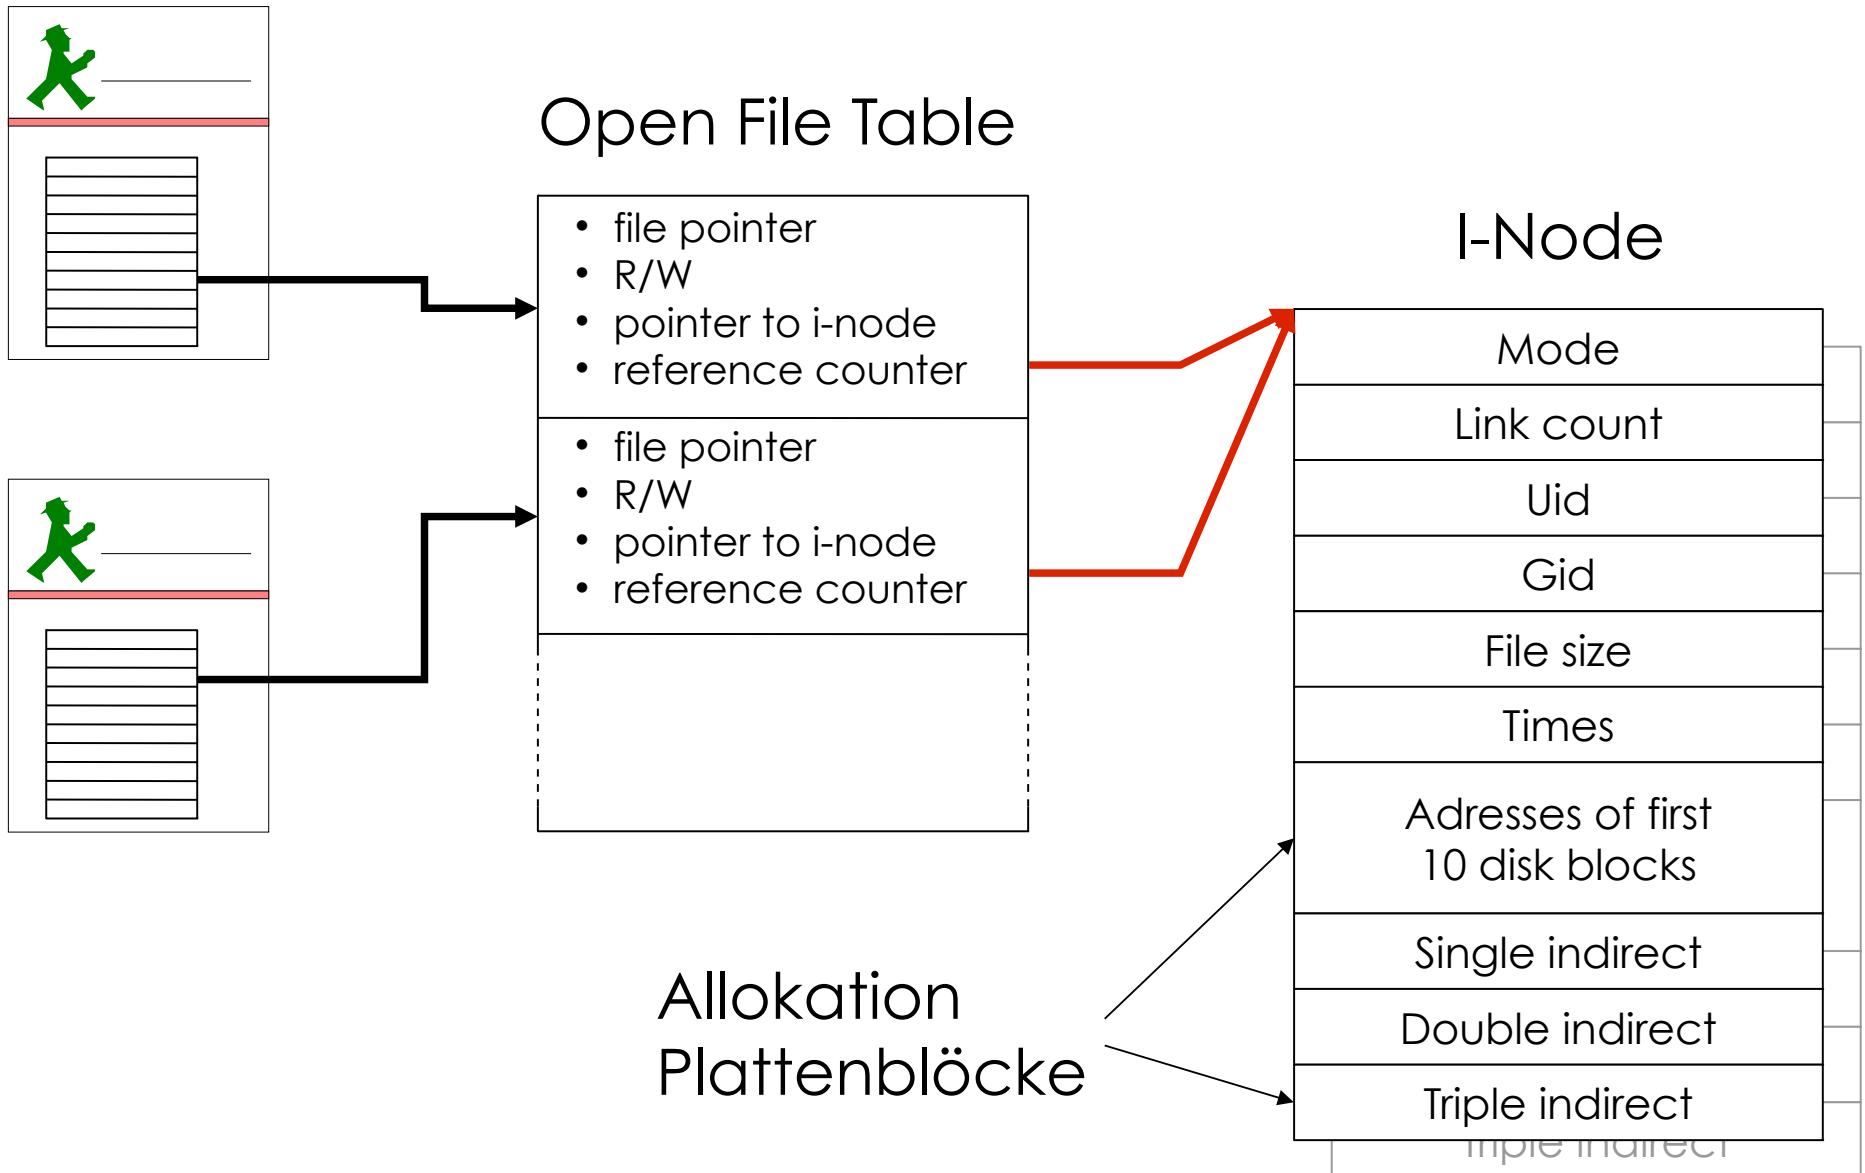 Open File Table
• file pointer
• R/W
• pointer to i-node
• reference counter
• file pointer
• R/W
• pointer to i-node
• reference counter
I-Node
Mode
Link count
Uid
Gid
File size
Times
Adresses of first
10 disk blocks
Single indirect
Double indirect
Triple indirect
Triple indirect
Allokation
Plattenblöcke